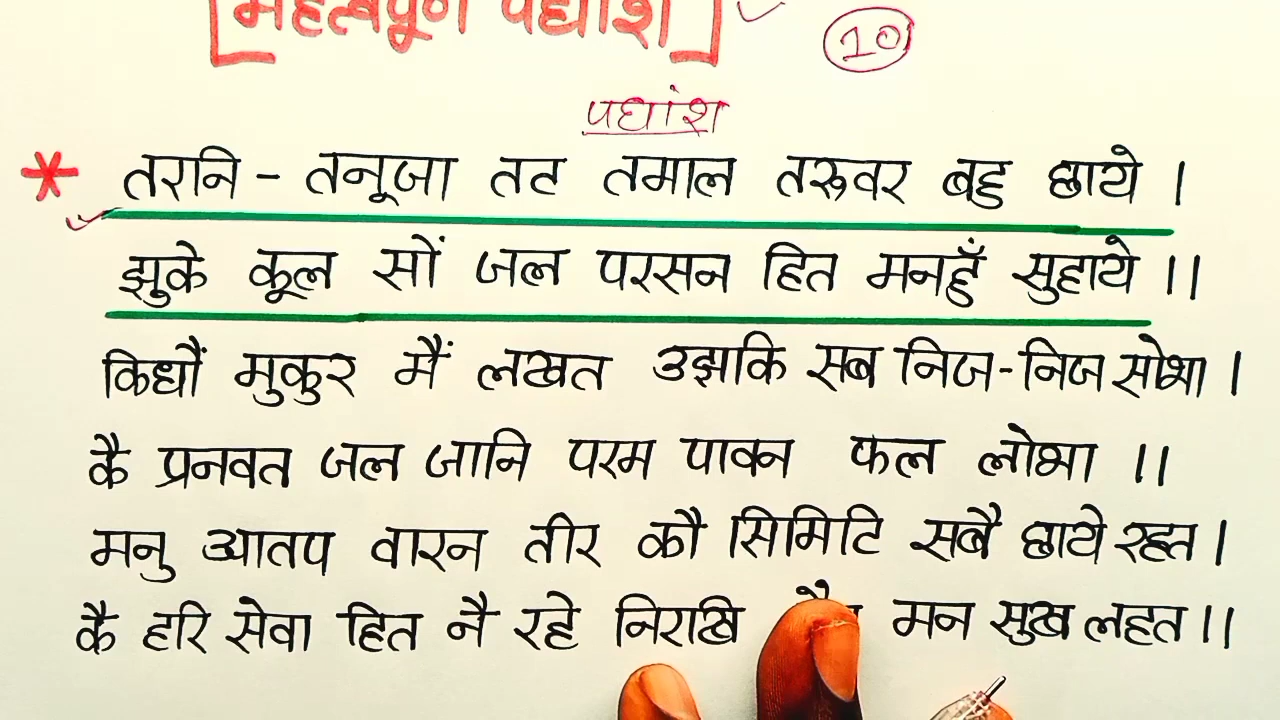 [महत्वपूर्ण पद्यांश]
10
पद्यांश
* तरनि - तनूजा तट तमाल तरुवर बहु छाये ।
झुके कूल सों जल परसन हित मनहुँ सुहाये ।।
किधौं मुकुर मैं लखत उझकि सब निज-निज सोभा ।
कै प्रनवत जल जानि परम पावन फल लोभा ।।
मनु आतप वारन तीर कौ सिमिटि सबै छाये रहत ।
कै हरि सेवा हित नै रहे निरखि मन सुख लहत ।।